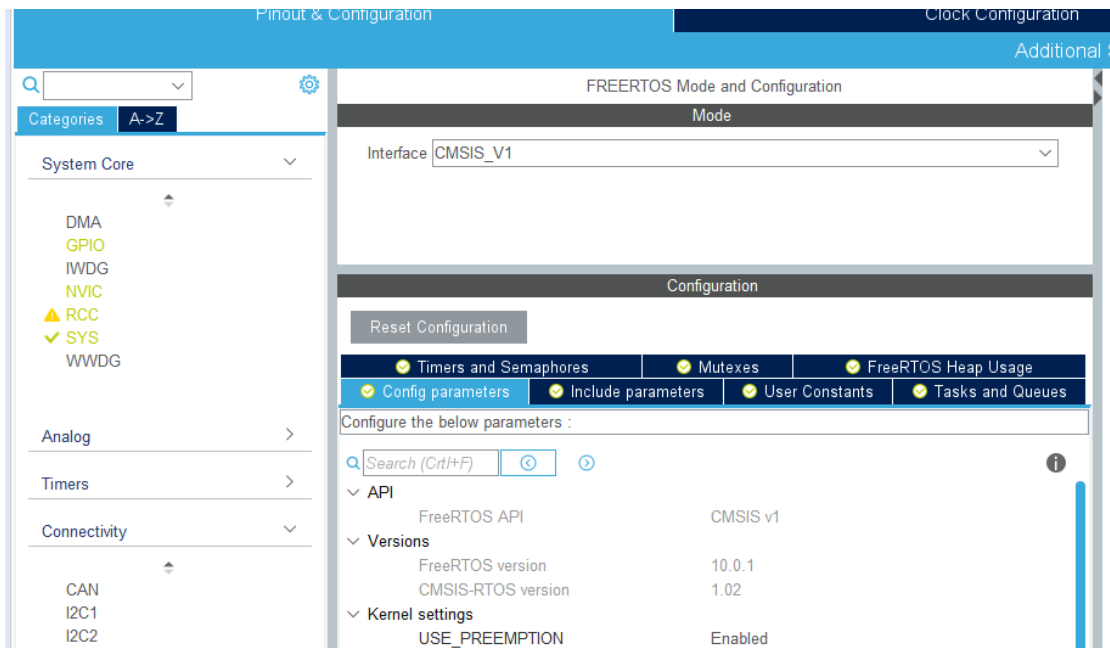 Pinout & Configuration
Clock Configuration
Additional
Categories
A->Z
System Core
DMA
GPIO
IWDG
NVIC
RCC
SYS
WWDG
Analog
Timers
Connectivity
CAN
I2C1
I2C2
FREERTOS Mode and Configuration
Mode
Interface CMSIS_V1
Configuration
Reset Configuration
Timers and Semaphores
Mutexes
FreeRTOS Heap Usage
Config parameters
Include parameters
User Constants
Tasks and Queues
Configure the below parameters :
Search (Crtl+F)
API
FreeRTOS API CMSIS v1
Versions
FreeRTOS version 10.0.1
CMSIS-RTOS version 1.02
Kernel settings
USE_PREEMPTION Enabled